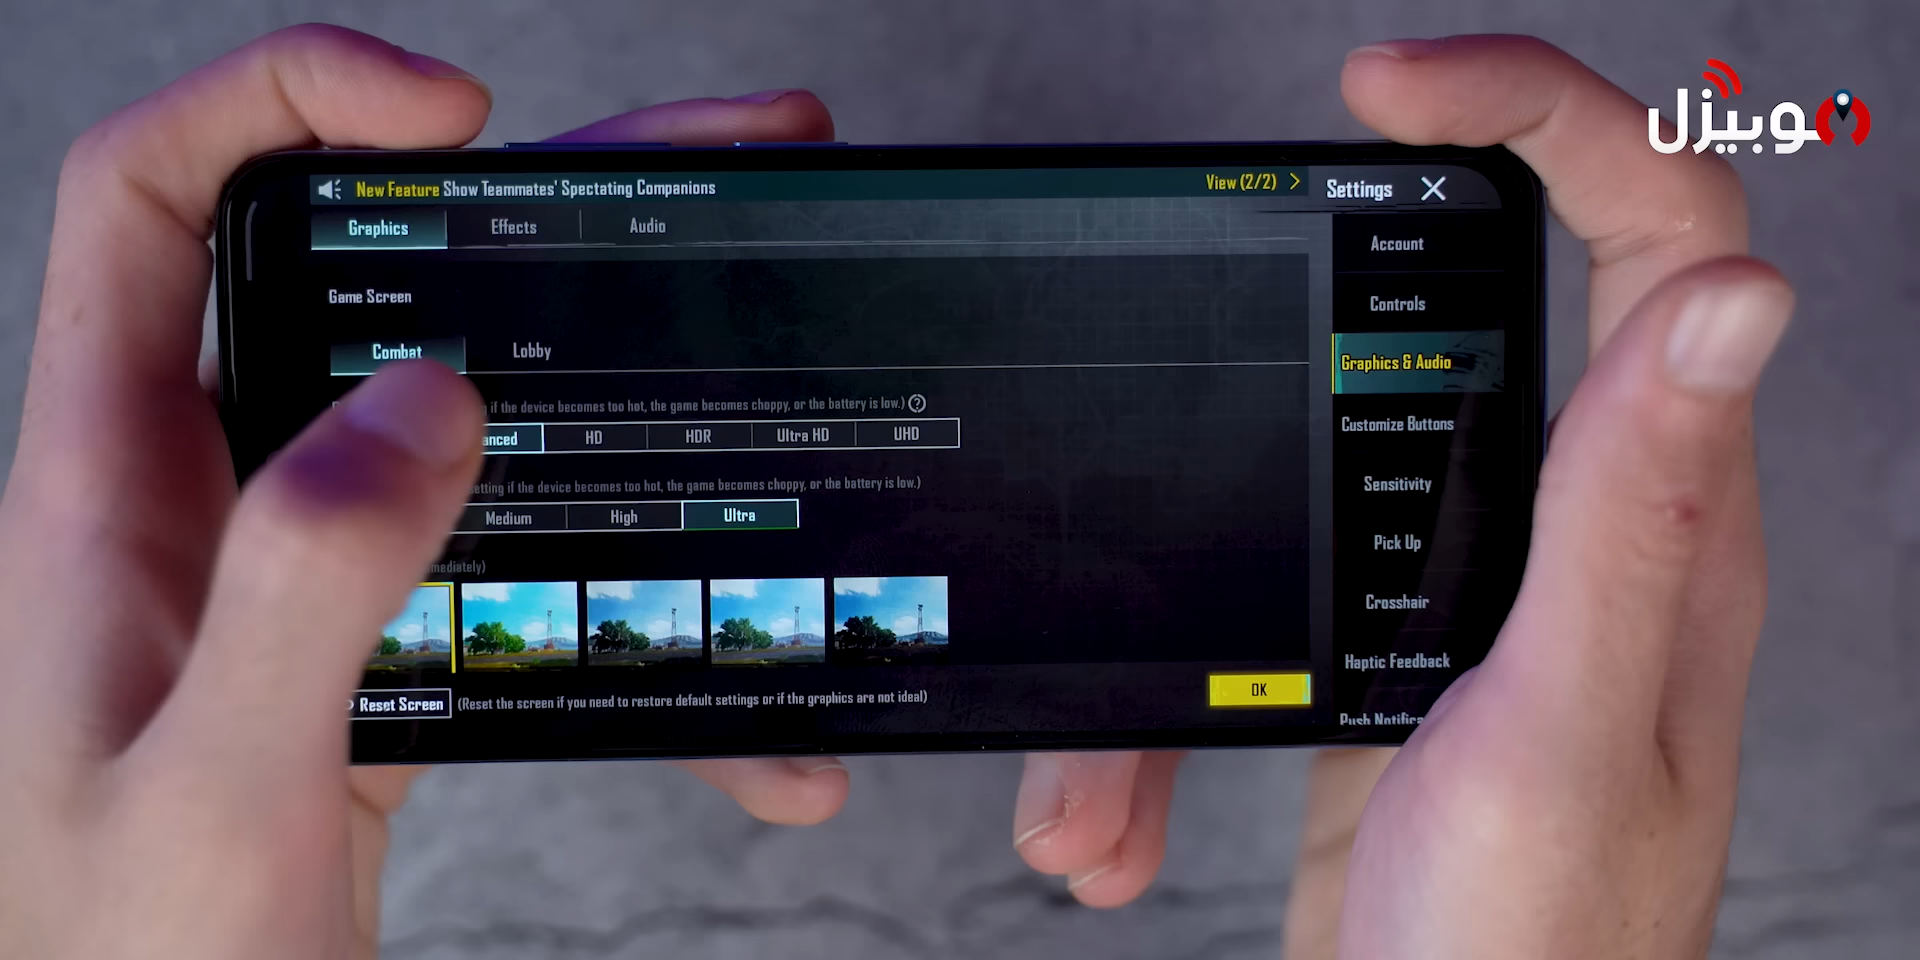 موبيزل
New Feature Show Teammates' Spectating Companions
View (2/2) >
Settings X
Graphics
Effects
Audio
Account
Game Screen
Controls
Combat
Lobby
Graphics & Audio
if the device becomes too hot, the game becomes choppy, or the battery is low.) ?
HD
HDR
Ultra HD
UHD
Customize Buttons
if the device becomes too hot, the game becomes choppy, or the battery is low.)
Sensitivity
Medium
High
Ultra
Pick Up
Crosshair
Haptic Feedback
Reset Screen
(Reset the screen if you need to restore default settings or if the graphics are not ideal)
OK
Push